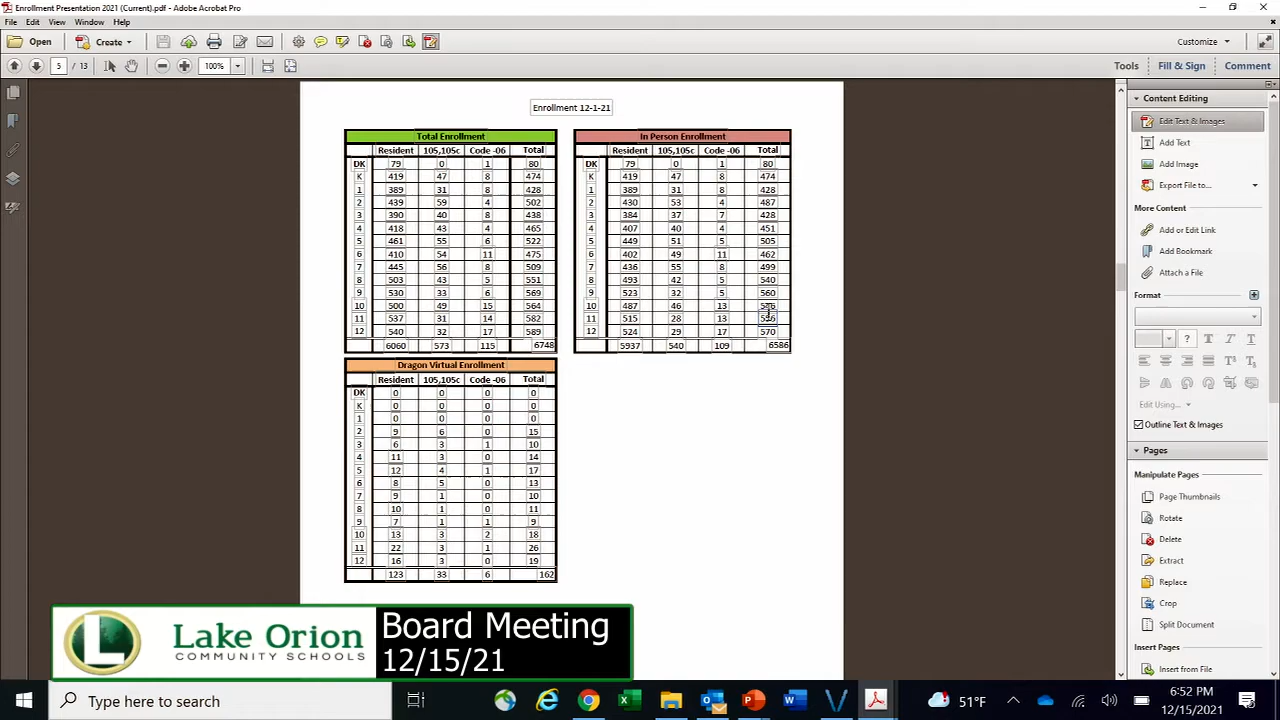 Enrollment Presentation 2021 (Current).pdf - Adobe Acrobat Pro
File Edit View Window Help
Open Create Customize
5 / 13 100% Tools Fill & Sign Comment
Enrollment 12-1-21
Total Enrollment
Resident 105,105c Code -06 Total
DK 79 0 1 80
K 419 47 8 474
1 389 31 8 428
2 439 59 4 502
3 390 40 8 438
4 418 43 4 465
5 461 55 6 522
6 410 54 11 475
7 445 56 8 509
8 503 43 5 551
9 530 33 6 569
10 500 49 15 564
11 537 31 14 582
12 540 32 17 589
6060 573 115 6748
In Person Enrollment
Resident 105,105c Code -06 Total
DK 79 0 1 80
K 419 47 8 474
1 389 31 8 428
2 430 53 4 487
3 384 37 7 428
4 407 40 4 451
5 449 51 5 505
6 402 49 11 462
7 436 55 8 499
8 493 42 5 540
9 523 32 5 560
10 487 46 13
11 515 28 13
12 524 29 17 570
5937 540 109 6586
Dragon Virtual Enrollment
Resident 105,105c Code -06 Total
DK 0 0 0 0
K 0 0 0 0
1 0 0 0 0
2 9 6 0 15
3 6 3 1 10
4 11 3 0 14
5 12 4 1 17
6 8 5 0 13
7 9 1 0 10
8 10 1 0 11
9 7 1 1 9
10 13 3 2 18
11 22 3 1 26
12 16 3 0 19
123 33 6 162
Content Editing
Edit Text & Images
Add Text
Add Image
Export File to...
More Content
Add or Edit Link
Add Bookmark
Attach a File
Format
? T T T
T¹ T₁
Edit Using...
Outline Text & Images
Pages
Manipulate Pages
Page Thumbnails
Rotate
Delete
Extract
Replace
Crop
Split Document
Insert Pages
Insert from File
L Lake Orion
COMMUNITY SCHOOLS
Board Meeting
12/15/21
Type here to search
51°F
6:52 PM
12/15/2021